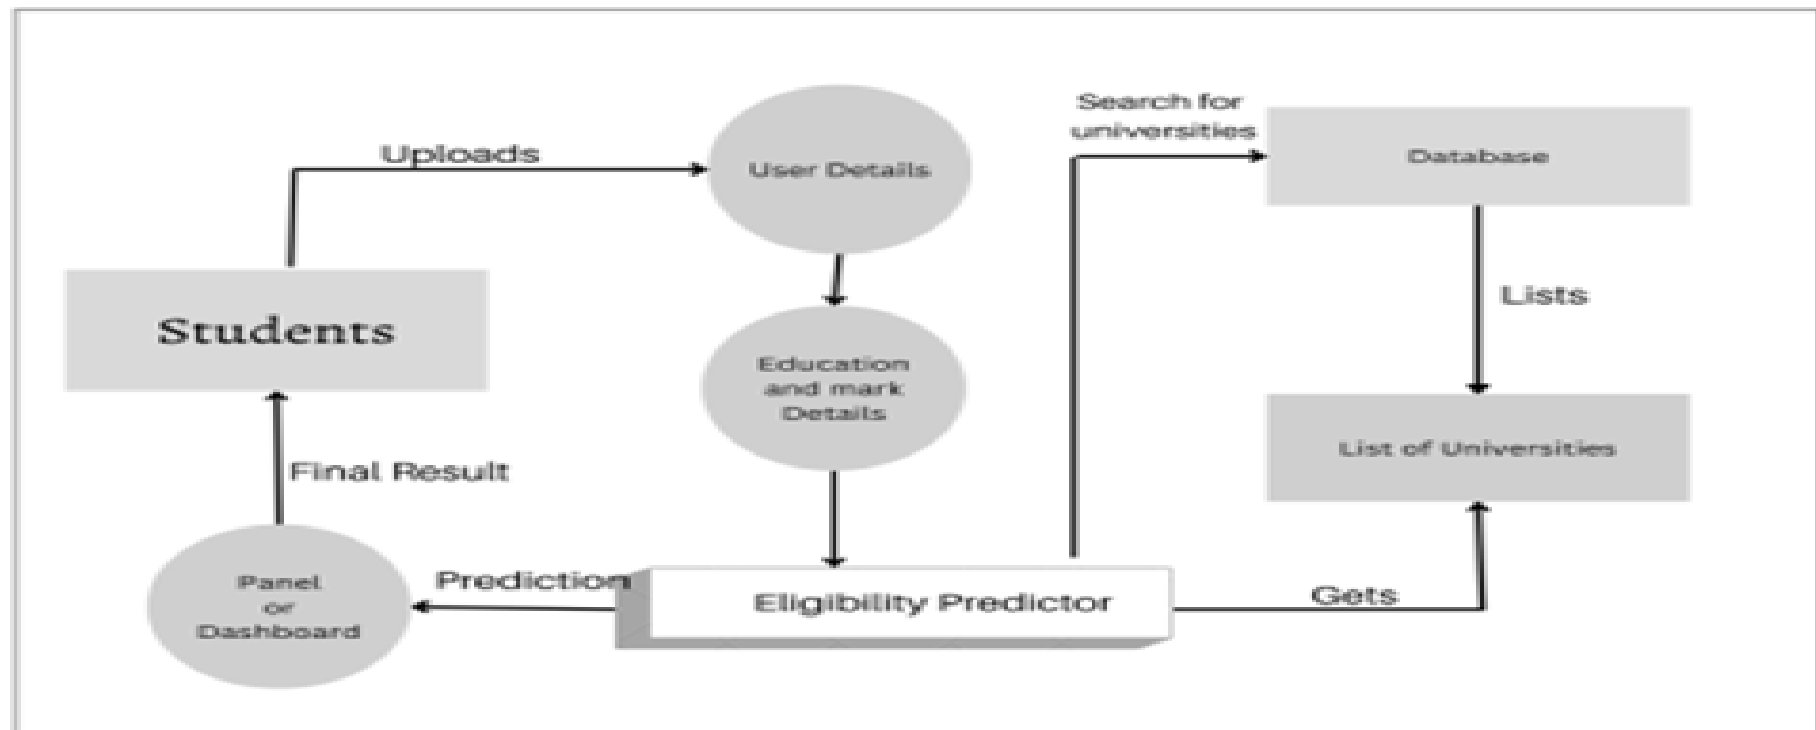 Search for
universities
Database
Uploads
User Details
Lists
Students
Education
and mark
Details
List of Universities
Final Result
Prediction
Panel
or
Dashboard
Eligibility Predictor
Gets